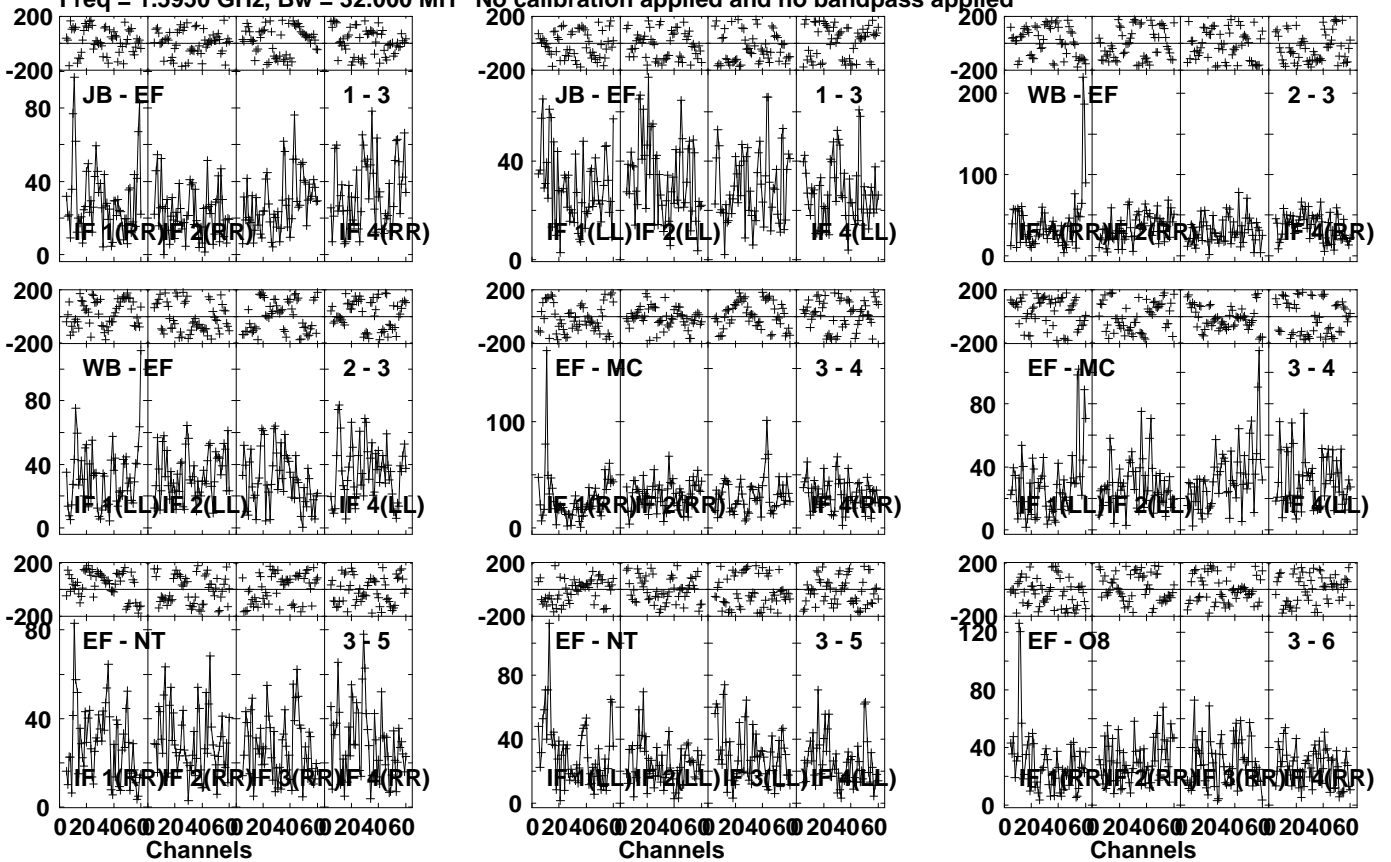 Freq = 1.5950 GHz, Bw = 32.000 MH No calibration applied and no bandpass applied
200 200 200
-200 -200 -200
JB - EF 1 - 3 JB - EF 1 - 3 WB - EF 2 - 3
80 40 200
40 100
IF 1(RR) IF 2(RR) IF 4(RR) IF 1(LL) IF 2(LL) IF 4(LL) IF 1(RR) IF 2(RR) IF 4(RR)
0 0 0
200 200 200
-200 -200 -200
WB - EF 2 - 3 EF - MC 3 - 4 EF - MC 3 - 4
80 100 80
40 40
IF 1(LL) IF 2(LL) IF 4(LL) IF 1(RR) IF 2(RR) IF 4(RR) IF 1(LL) IF 2(LL) IF 4(LL)
0 0 0
200 200 200
-200 -200 -200
80 120
EF - NT 3 - 5 EF - NT 3 - 5 EF - O8 3 - 6
80 80
40 40 40
IF 1(RR) IF 2(RR) IF 3(RR) IF 4(RR) IF 1(LL) IF 2(LL) IF 3(LL) IF 4(LL) IF 1(RR) IF 2(RR) IF 3(RR) IF 4(RR)
0 0 0
0 20 40 60 0 20 40 60 0 20 40 60 0 20 40 60 0 20 40 60 0 20 40 60 0 20 40 60 0 20 40 60 0 20 40 60 0 20 40 60 0 20 40 60 0 20 40 60
Channels Channels Channels